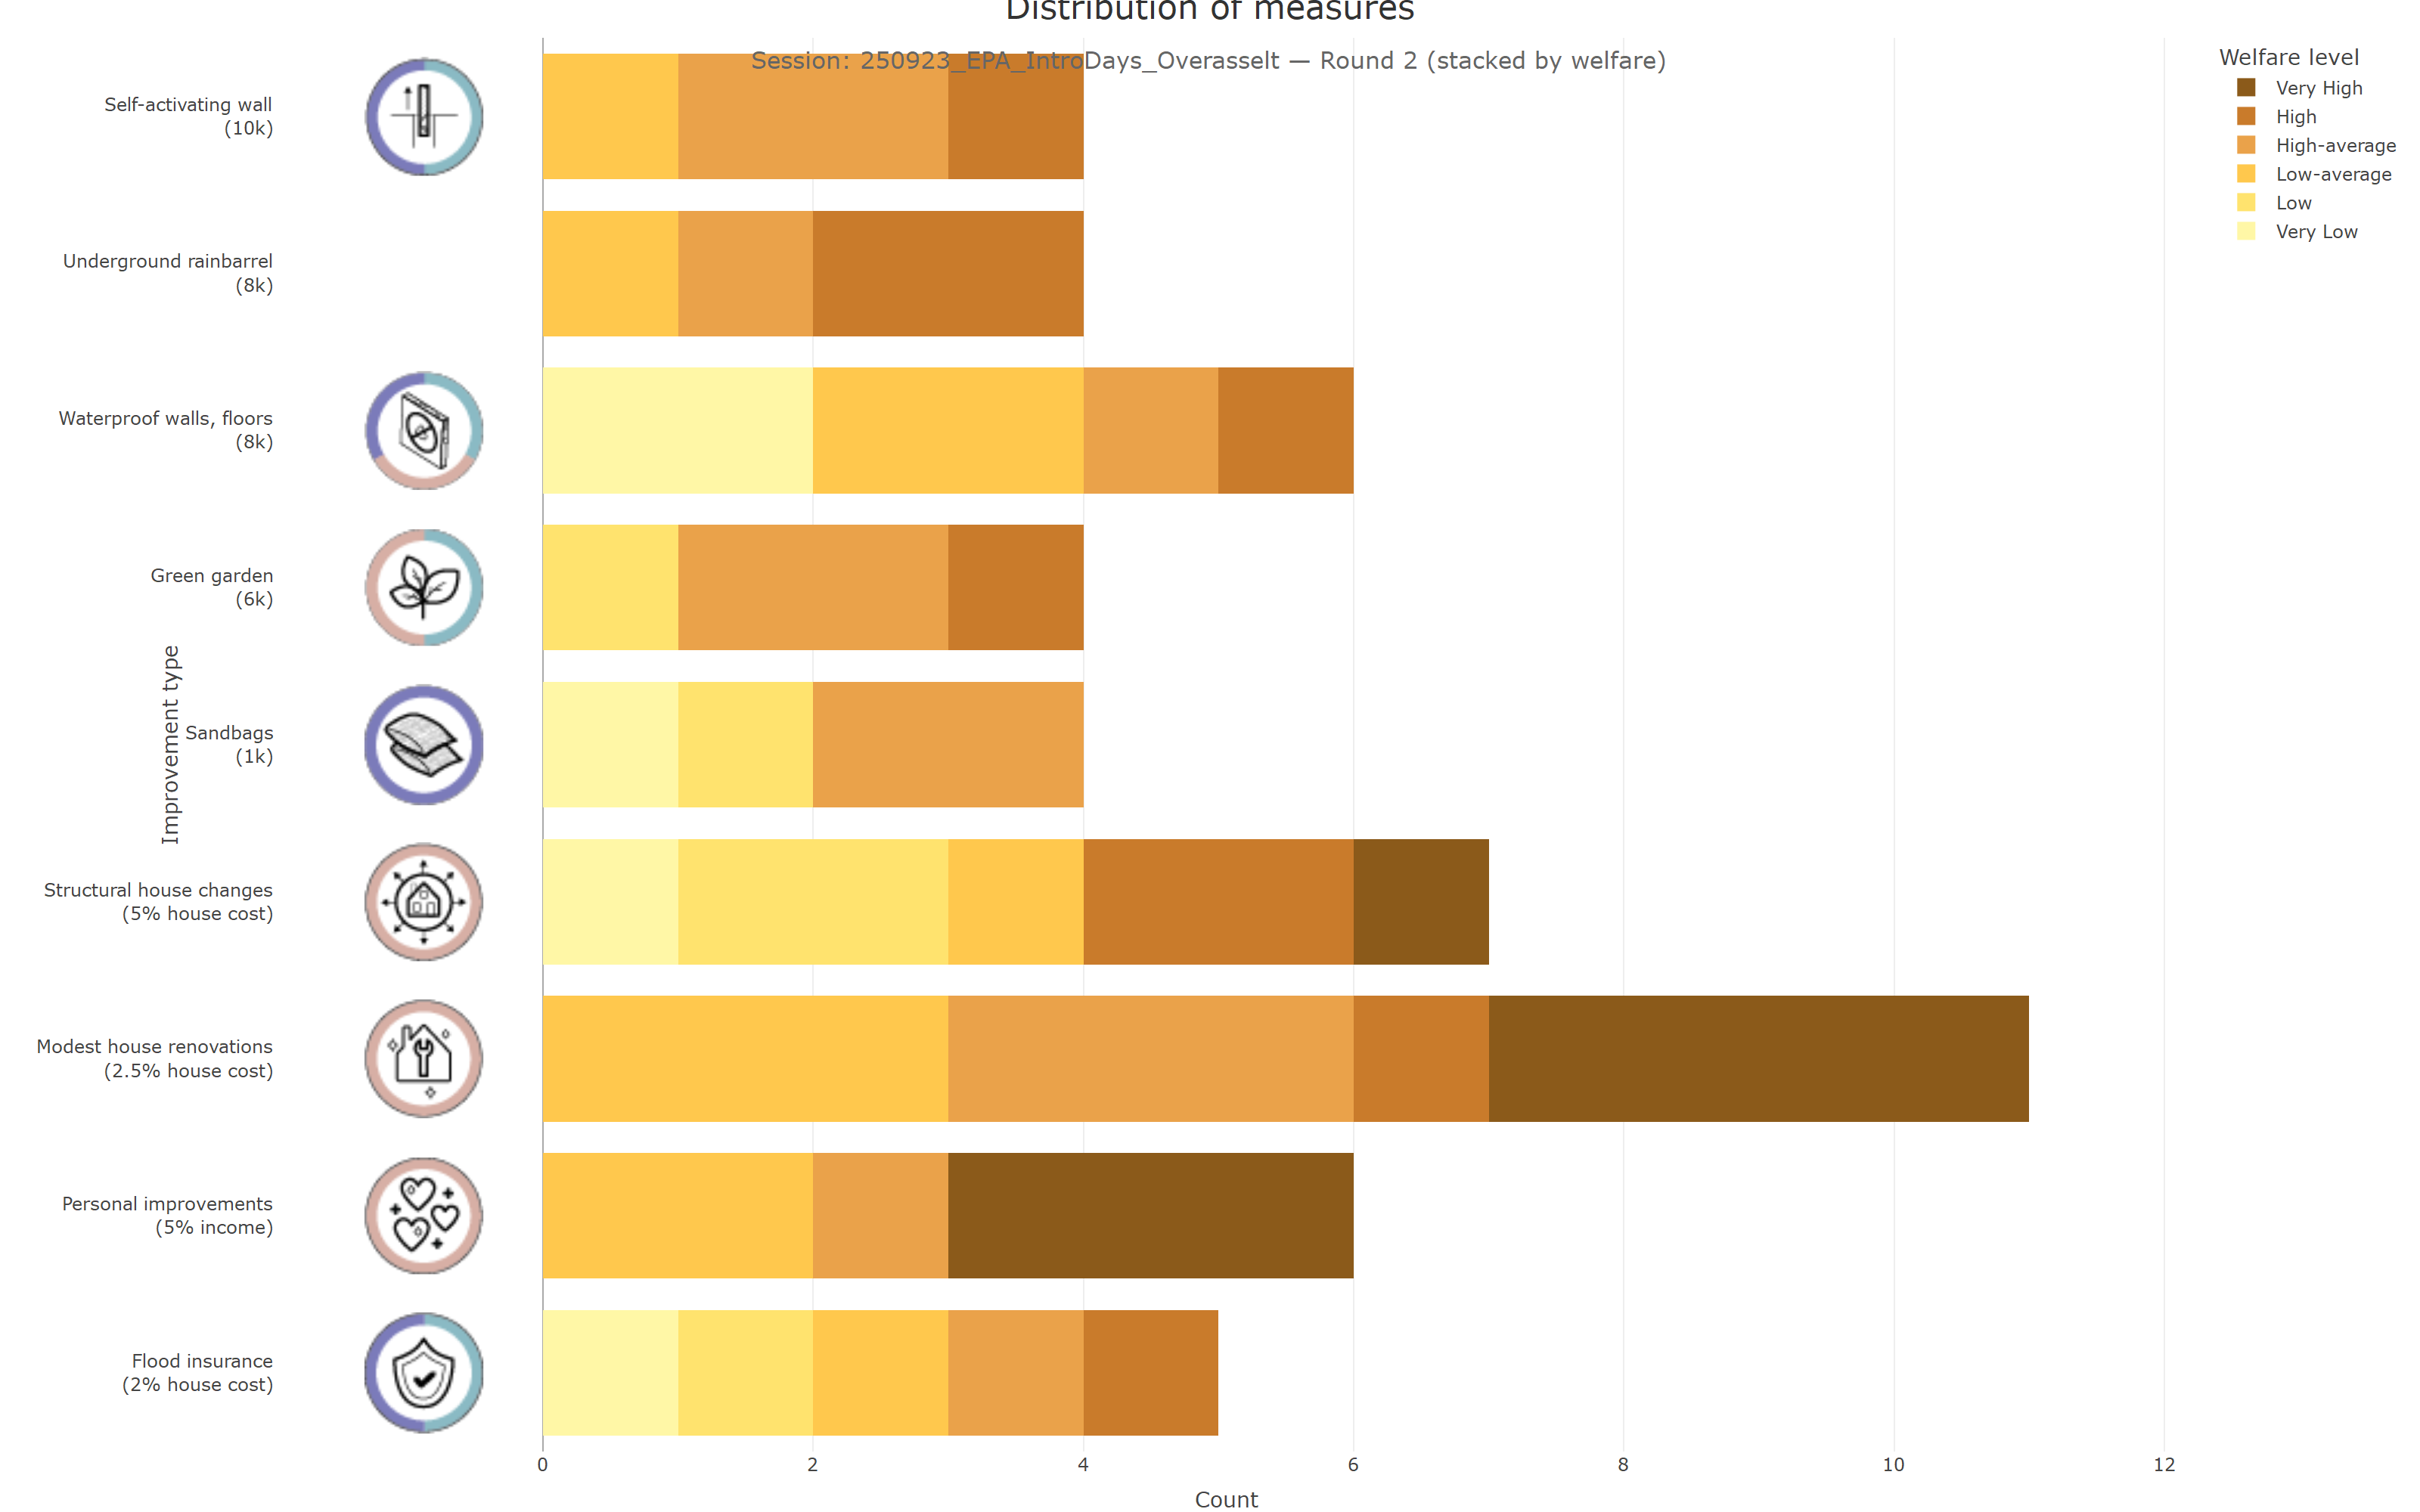 Distribution of measures
Session: 250923_EPA_IntroDays_Overasselt — Round 2 (stacked by welfare)
Welfare level
Very High
High
High-average
Low-average
Low
Very Low
Self-activating wall
(10k)
Underground rainbarrel
(8k)
Waterproof walls, floors
(8k)
Green garden
(6k)
Improvement type
Sandbags
(1k)
Structural house changes
(5% house cost)
Modest house renovations
(2.5% house cost)
Personal improvements
(5% income)
Flood insurance
(2% house cost)
0 2 4 6 8 10 12
Count